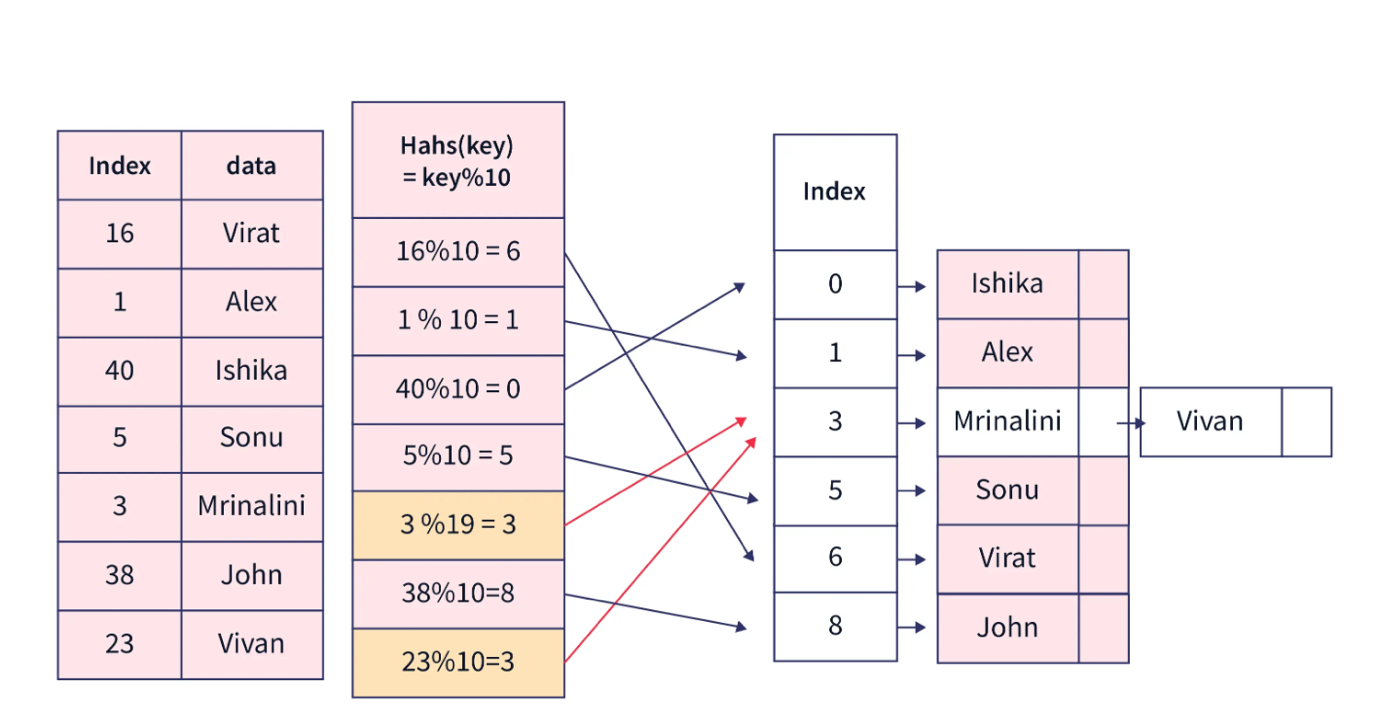 Index data
16 Virat
1 Alex
40 Ishika
5 Sonu
3 Mrinalini
38 John
23 Vivan
Hahs(key)
= key%10
16%10 = 6
1 % 10 = 1
40%10 = 0
5%10 = 5
3 %19 = 3
38%10=8
23%10=3
Index
0 Ishika
1 Alex
3 Mrinalini Vivan
5 Sonu
6 Virat
8 John